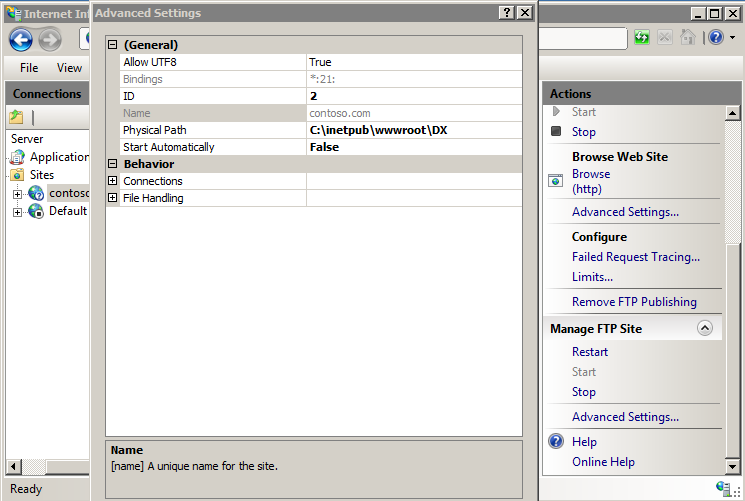 Internet Inf
Advanced Settings
File View
Connections
Server
Application
Sites
contoso
Default
Ready
(General)
Allow UTF8 True
Bindings *:21:
ID 2
Name contoso.com
Physical Path C:\inetpub\wwwroot\DX
Start Automatically False
Behavior
Connections
File Handling
Name
[name] A unique name for the site.
Actions
Start
Stop
Browse Web Site
Browse
(http)
Advanced Settings...
Configure
Failed Request Tracing...
Limits...
Remove FTP Publishing
Manage FTP Site
Restart
Start
Stop
Advanced Settings...
Help
Online Help